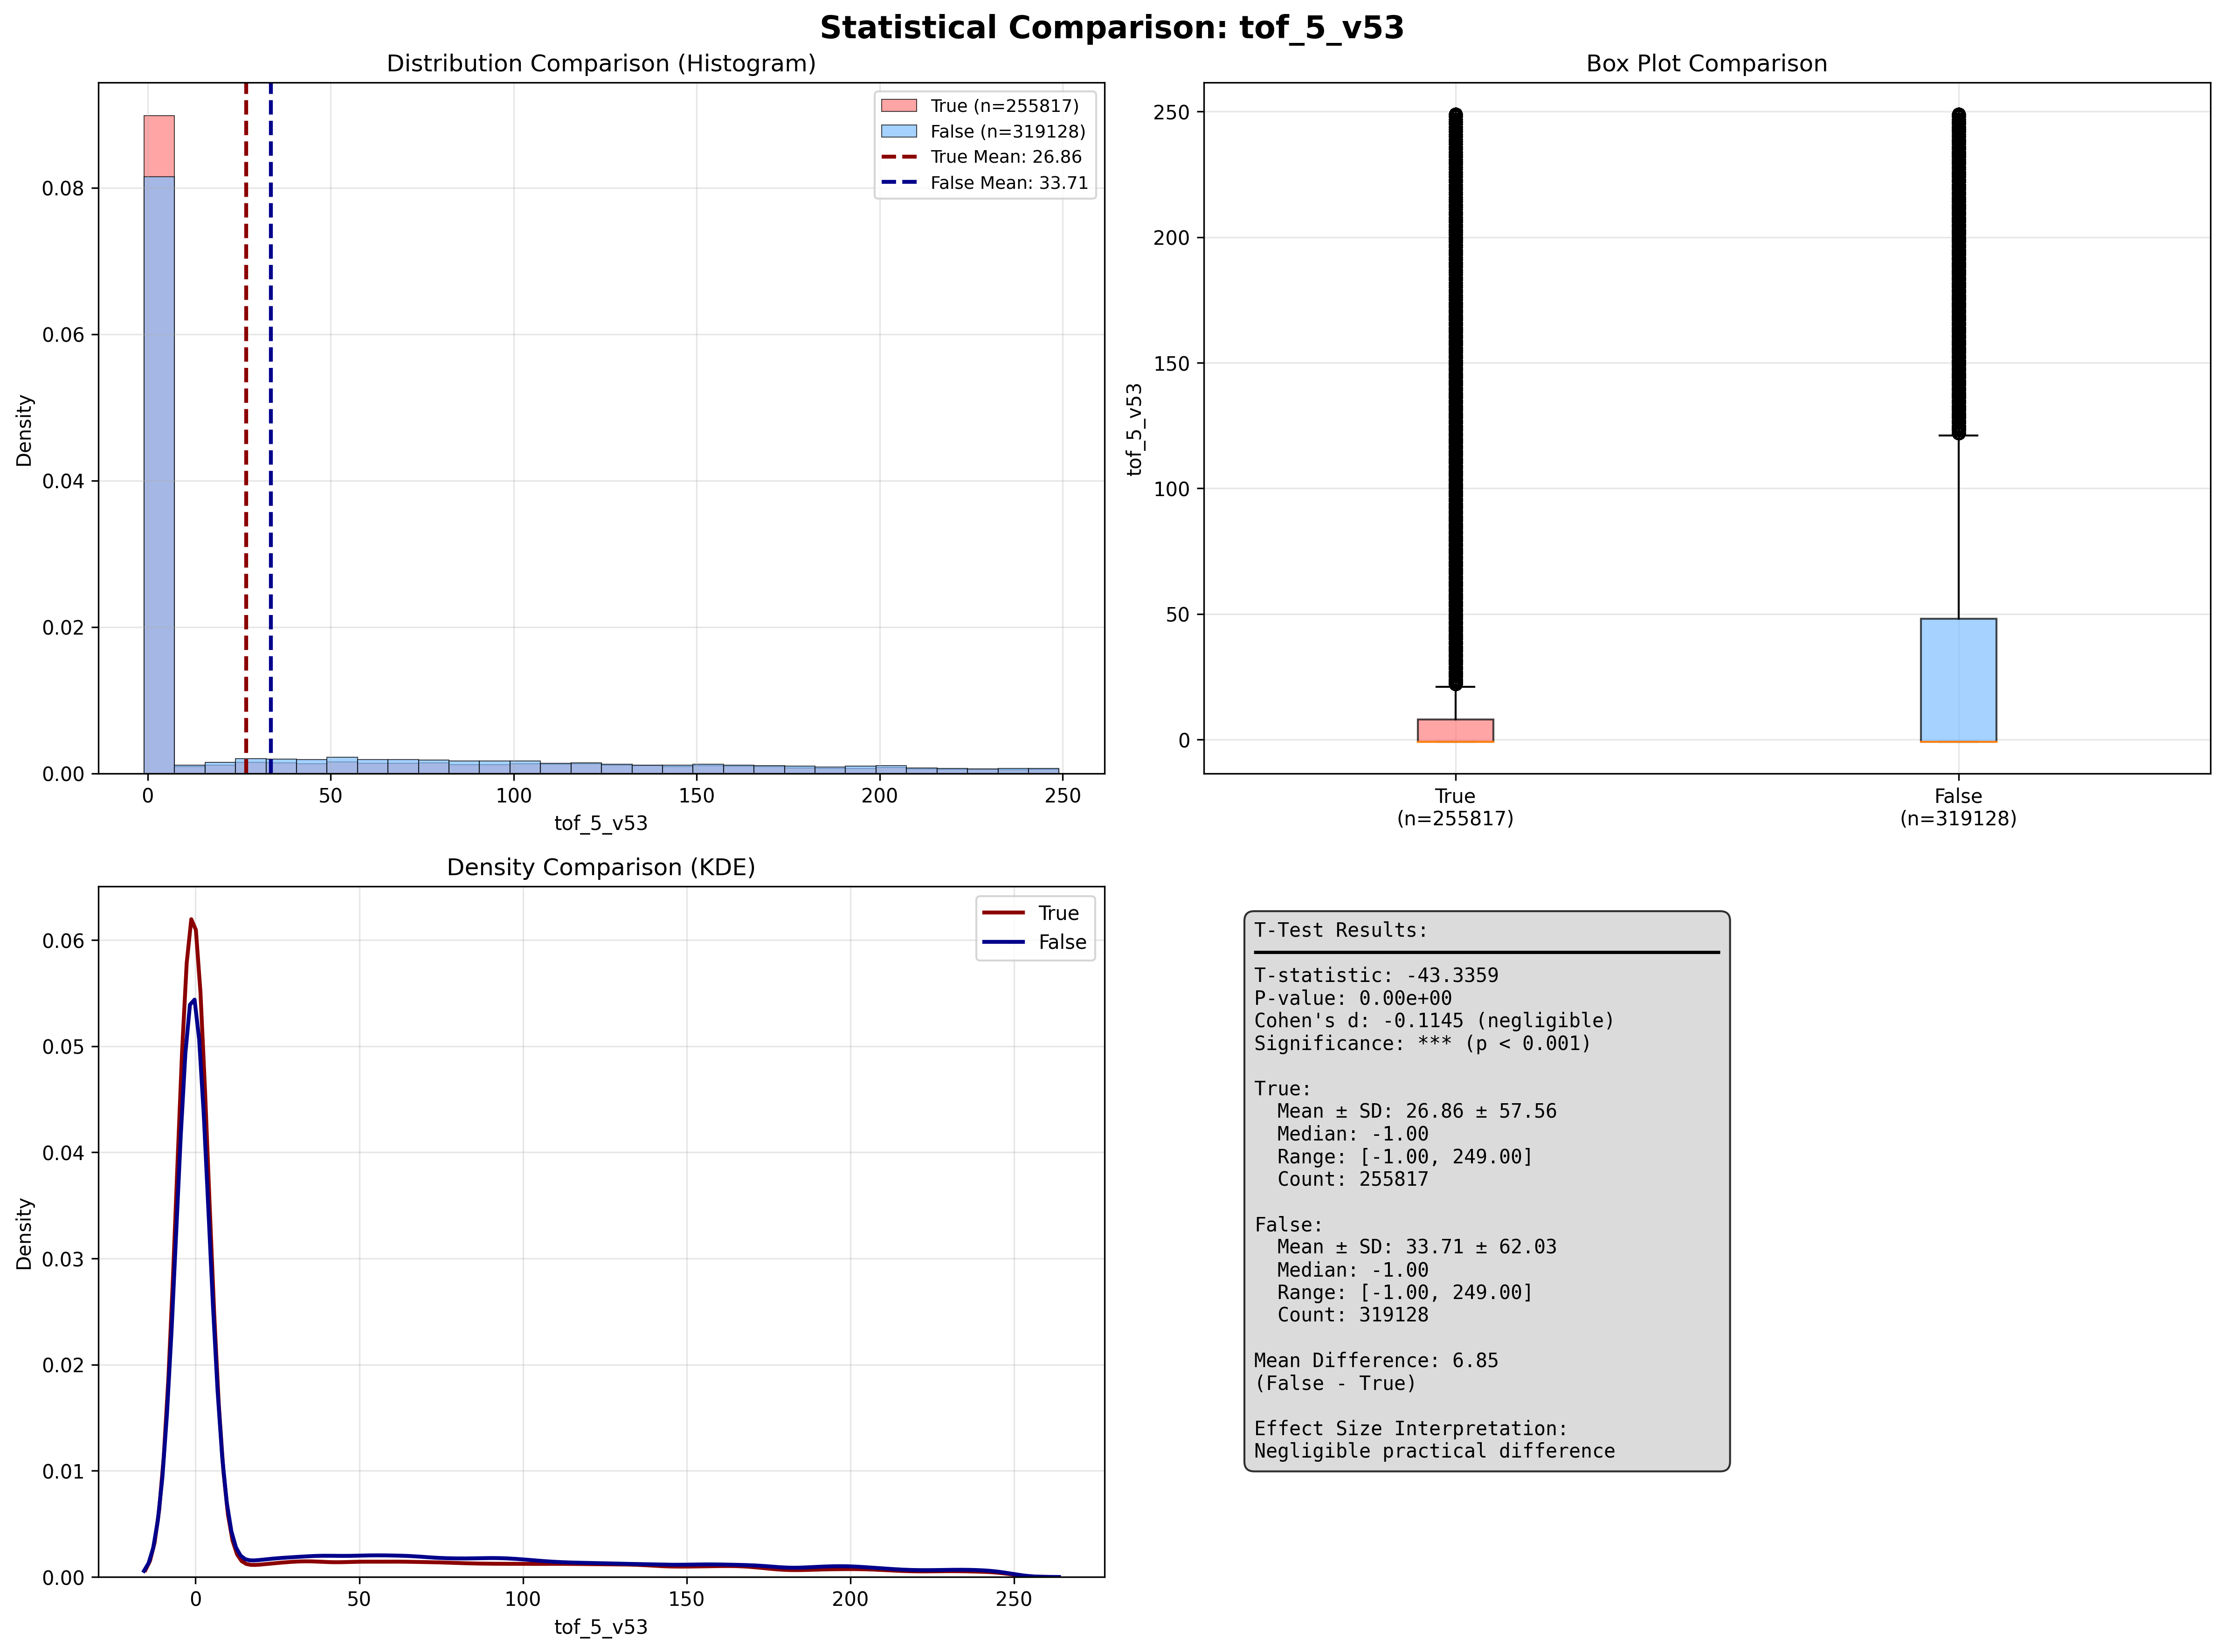 Statistical Comparison: tof_5_v53
Distribution Comparison (Histogram)
Density
0.08
0.06
0.04
0.02
0.00
0 50 100 150 200 250
tof_5_v53
True (n=255817)
False (n=319128)
True Mean: 26.86
False Mean: 33.71
Box Plot Comparison
tof_5_v53
250
200
150
100
50
0
True
(n=255817)
False
(n=319128)
Density Comparison (KDE)
Density
0.06
0.05
0.04
0.03
0.02
0.01
0.00
0 50 100 150 200 250
tof_5_v53
True
False
T-Test Results:
T-statistic: -43.3359
P-value: 0.00e+00
Cohen's d: -0.1145 (negligible)
Significance: *** (p < 0.001)
True:
Mean ± SD: 26.86 ± 57.56
Median: -1.00
Range: [-1.00, 249.00]
Count: 255817
False:
Mean ± SD: 33.71 ± 62.03
Median: -1.00
Range: [-1.00, 249.00]
Count: 319128
Mean Difference: 6.85
(False - True)
Effect Size Interpretation:
Negligible practical difference